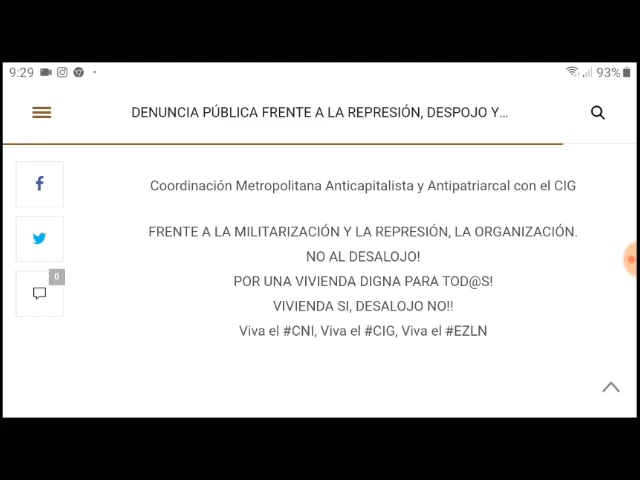 9:29
93%
DENUNCIA PÚBLICA FRENTE A LA REPRESIÓN, DESPOJO Y...
0
Coordinación Metropolitana Anticapitalista y Antipatriarcal con el CIG
FRENTE A LA MILITARIZACIÓN Y LA REPRESIÓN, LA ORGANIZACIÓN.
NO AL DESALOJO!
POR UNA VIVIENDA DIGNA PARA TOD@S!
VIVIENDA SI, DESALOJO NO!!
Viva el #CNI, Viva el #CIG, Viva el #EZLN